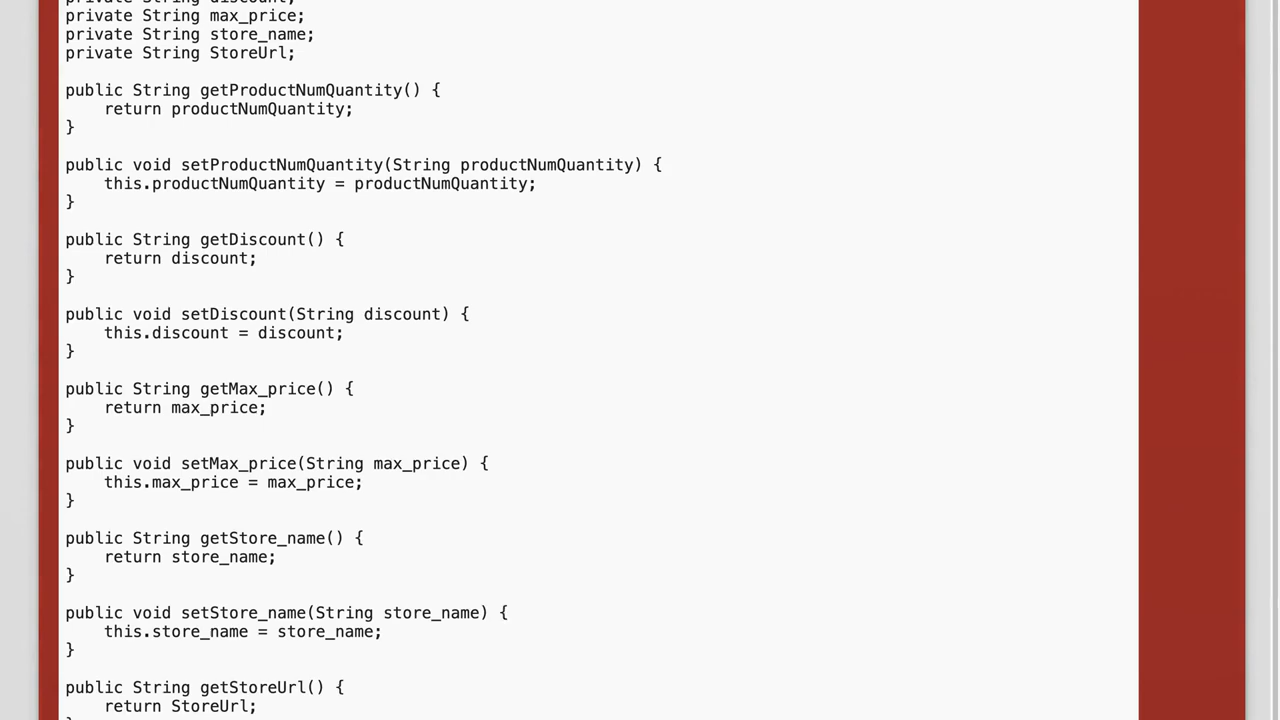 private String discount;
private String max_price;
private String store_name;
private String StoreUrl;
public String getProductNumQuantity() {
return productNumQuantity;
}
public void setProductNumQuantity(String productNumQuantity) {
this.productNumQuantity = productNumQuantity;
}
public String getDiscount() {
return discount;
}
public void setDiscount(String discount) {
this.discount = discount;
}
public String getMax_price() {
return max_price;
}
public void setMax_price(String max_price) {
this.max_price = max_price;
}
public String getStore_name() {
return store_name;
}
public void setStore_name(String store_name) {
this.store_name = store_name;
}
public String getStoreUrl() {
return StoreUrl;
}